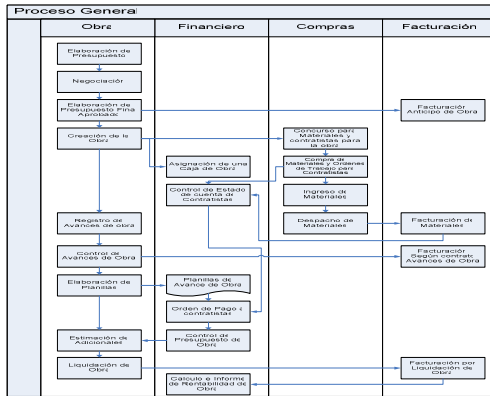 Proceso General
Obra
Financiero
Compras
Facturación
Elaboración de
Presupuesto
Negociación
Elaboración de
Presupuesto Final
Aprobado
Facturación
Anticipo de Obra
Creación de la
Obra
Concurso para
Materiales y
contratistas para
la obra
Asignación de una
Caja de Obra
Compra de
Materiales y Ordenes
de Trabajo para
Contratistas
Control de Estado
de cuenta de
Contratistas
Ingreso de
Materiales
Registro de
Avances de obra
Despacho de
Materiales
Facturación de
Materiales
Control de
Avances de Obra
Facturación
Según contrato
Avances de Obra
Elaboración de
Planillas
Planillas de
Avance de Obra
Orden de Pago a
contratistas
Estimación de
Adicionales
Control de
Presupuesto de
Obra
Liquidación de
Obra
Facturación por
Liquidación de
Obra
Calculo e Informe
de Rentabilidad de
Obra